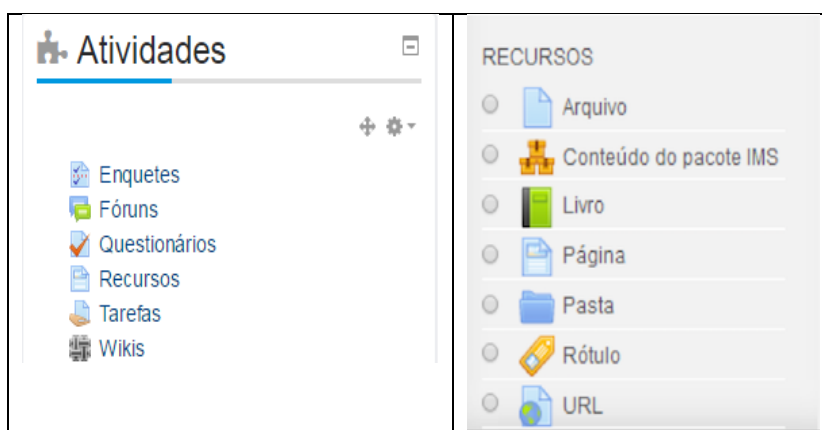 Atividades
Enquetes
Fóruns
Questionários
Recursos
Tarefas
Wikis
RECURSOS
Arquivo
Conteúdo do pacote IMS
Livro
Página
Pasta
Rótulo
URL